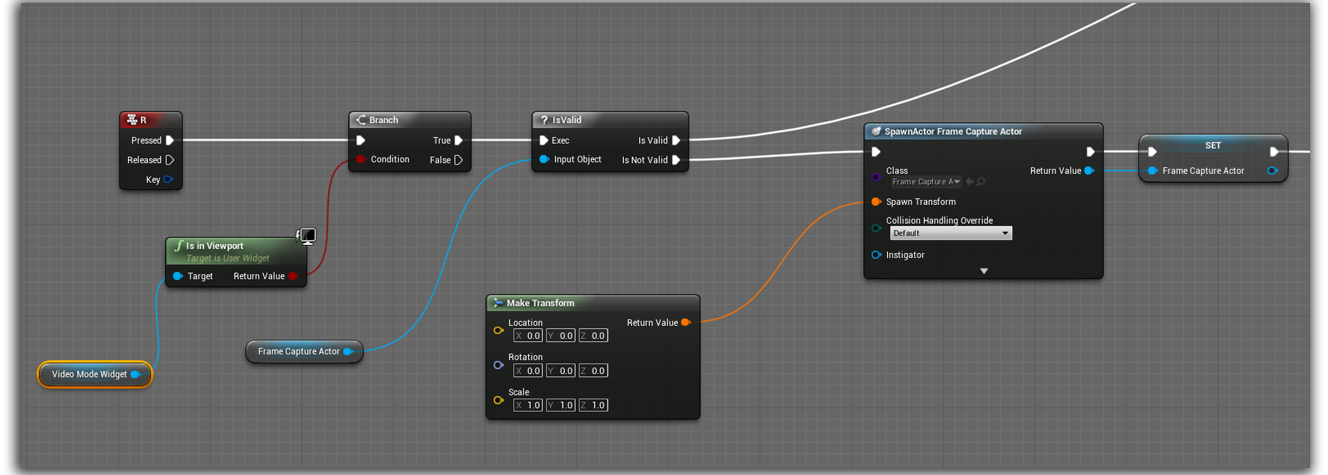 R
Pressed
Released
Key
Branch
True
Condition
False
? IsValid
Exec
Is Valid
Input Object
Is Not Valid
SpawnActor Frame Capture Actor
Class
Frame Capture A
Return Value
Spawn Transform
Collision Handling Override
Default
Instigator
SET
Frame Capture Actor
f Is in Viewport
Target is User Widget
Target
Return Value
Make Transform
Location
Return Value
X 0.0 Y 0.0 Z 0.0
Rotation
X 0.0 Y 0.0 Z 0.0
Scale
X 1.0 Y 1.0 Z 1.0
Frame Capture Actor
Video Mode Widget